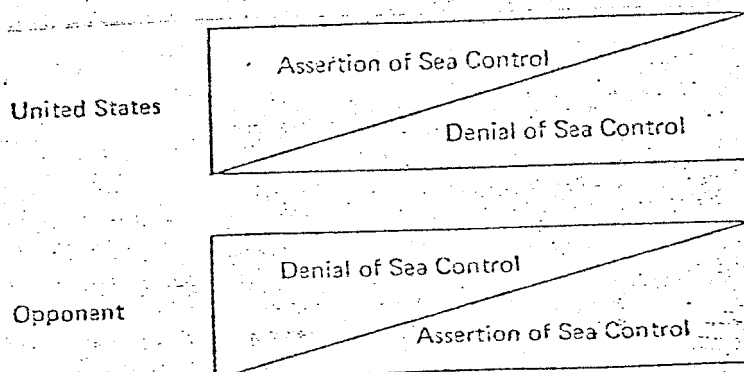 Assertion of Sea Control
United States
Denial of Sea Control
Denial of Sea Control
Opponent
Assertion of Sea Control